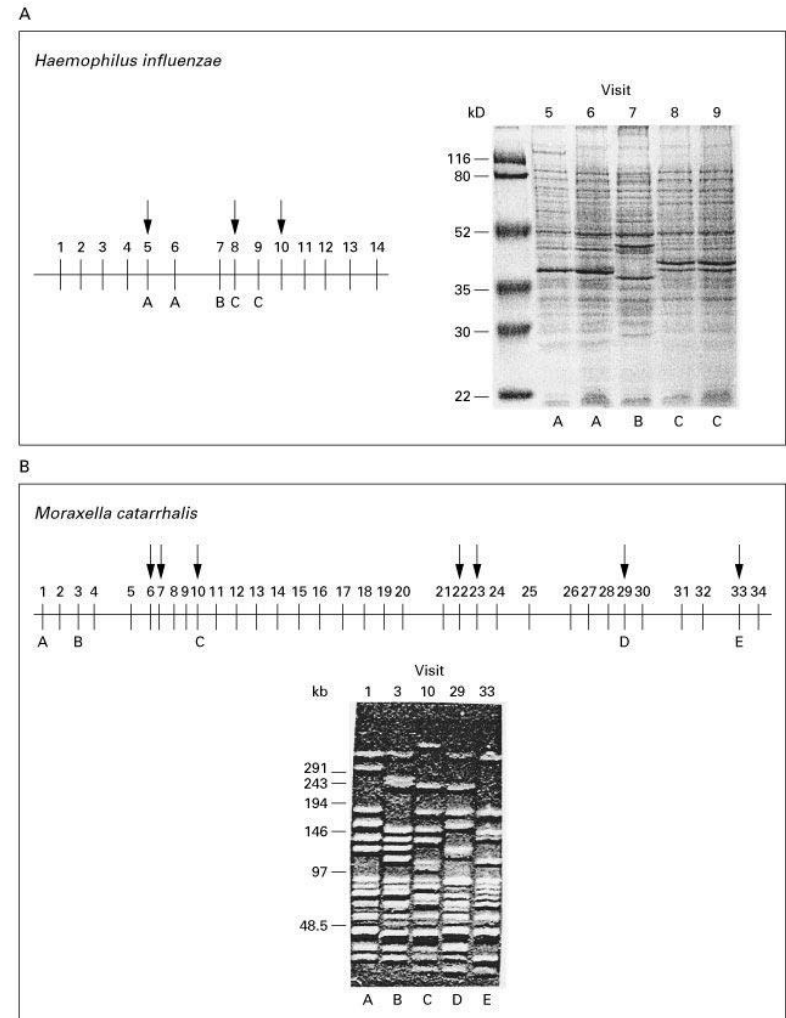 A
Haemophilus influenzae
1 2 3 4 5 6 7 8 9 10 11 12 13 14
A A B C C
Visit
kD 5 6 7 8 9
116
80
52
35
30
22
A A B C C
B
Moraxella catarrhalis
1 2 3 4 5 6 7 8 9 10 11 12 13 14 15 16 17 18 19 20 21 22 23 24 25 26 27 28 29 30 31 32 33 34
A B C D E
Visit
kb 1 3 10 29 33
291
243
194
146
97
48.5
A B C D E